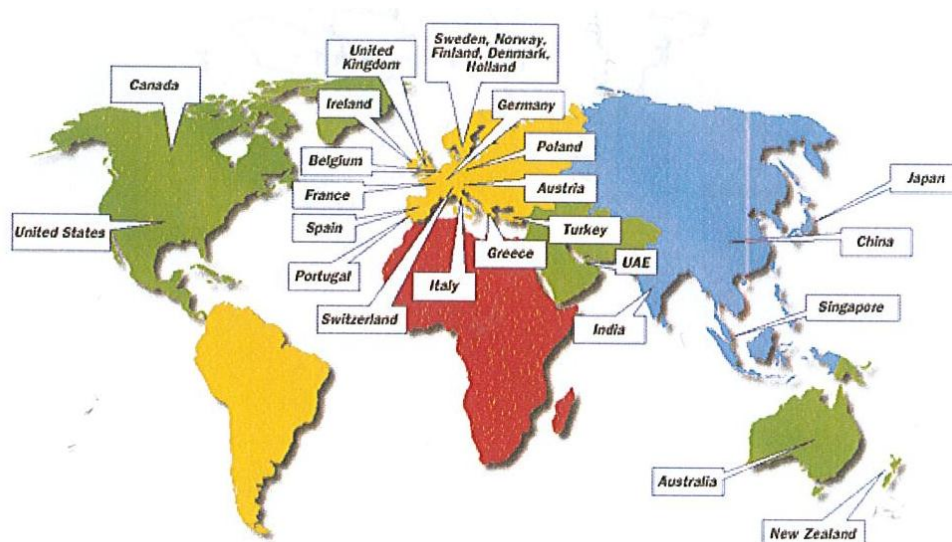 Sweden, Norway,
Finland, Denmark,
Holland
United
Kingdom
Canada
Ireland
Germany
Belgium
Poland
France
Austria
Japan
United States
Spain
Turkey
China
Greece
UAE
Portugal
Italy
Switzerland
India
Singapore
Australia
New Zealand